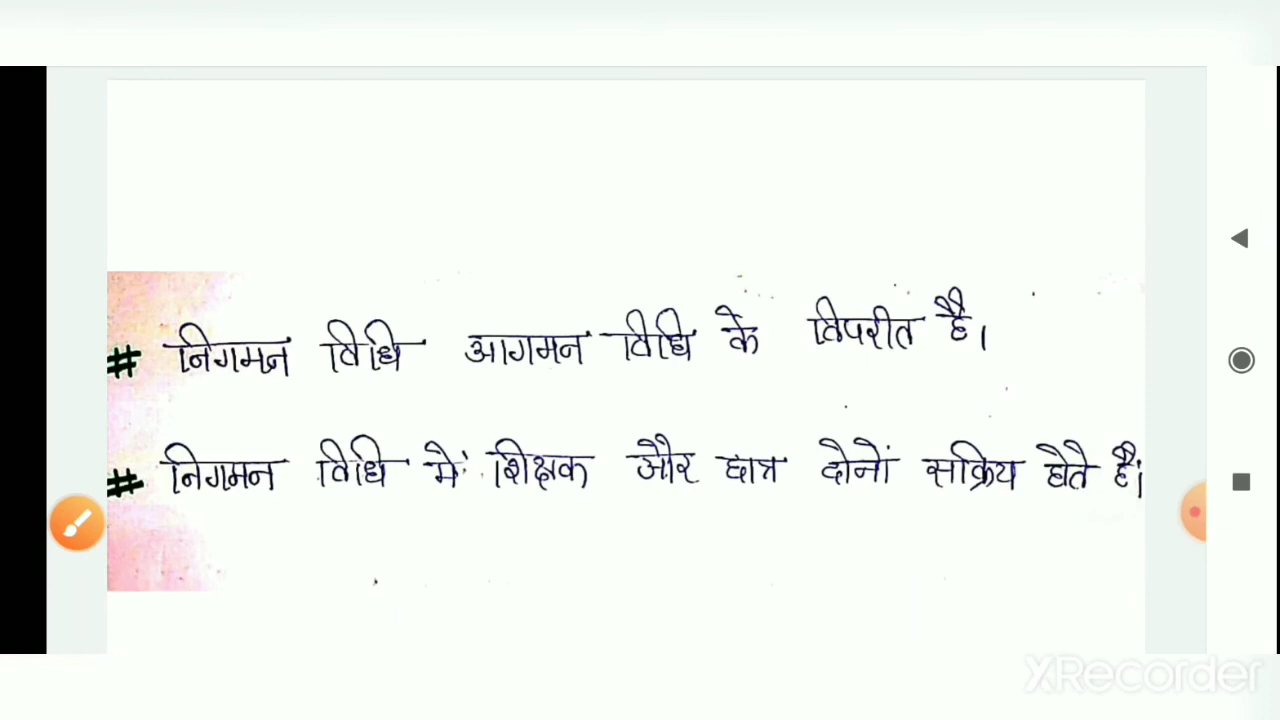 # निगमन विधि आगमन विधि के विपरीत है।
# निगमन विधि में शिक्षक और छात्र दोनों सक्रिय होते हैं।
XRecorder